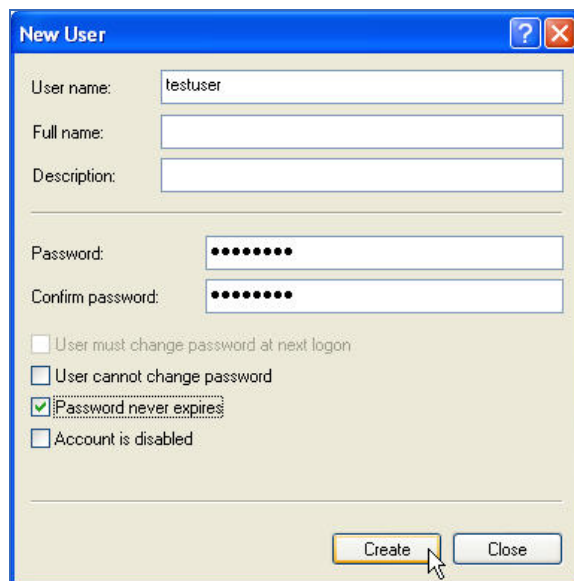 New User
User name: testuser
Full name:
Description:
Password: ●●●●●●●●
Confirm password: ●●●●●●●●
User must change password at next logon
User cannot change password
Password never expires
Account is disabled
Create Close